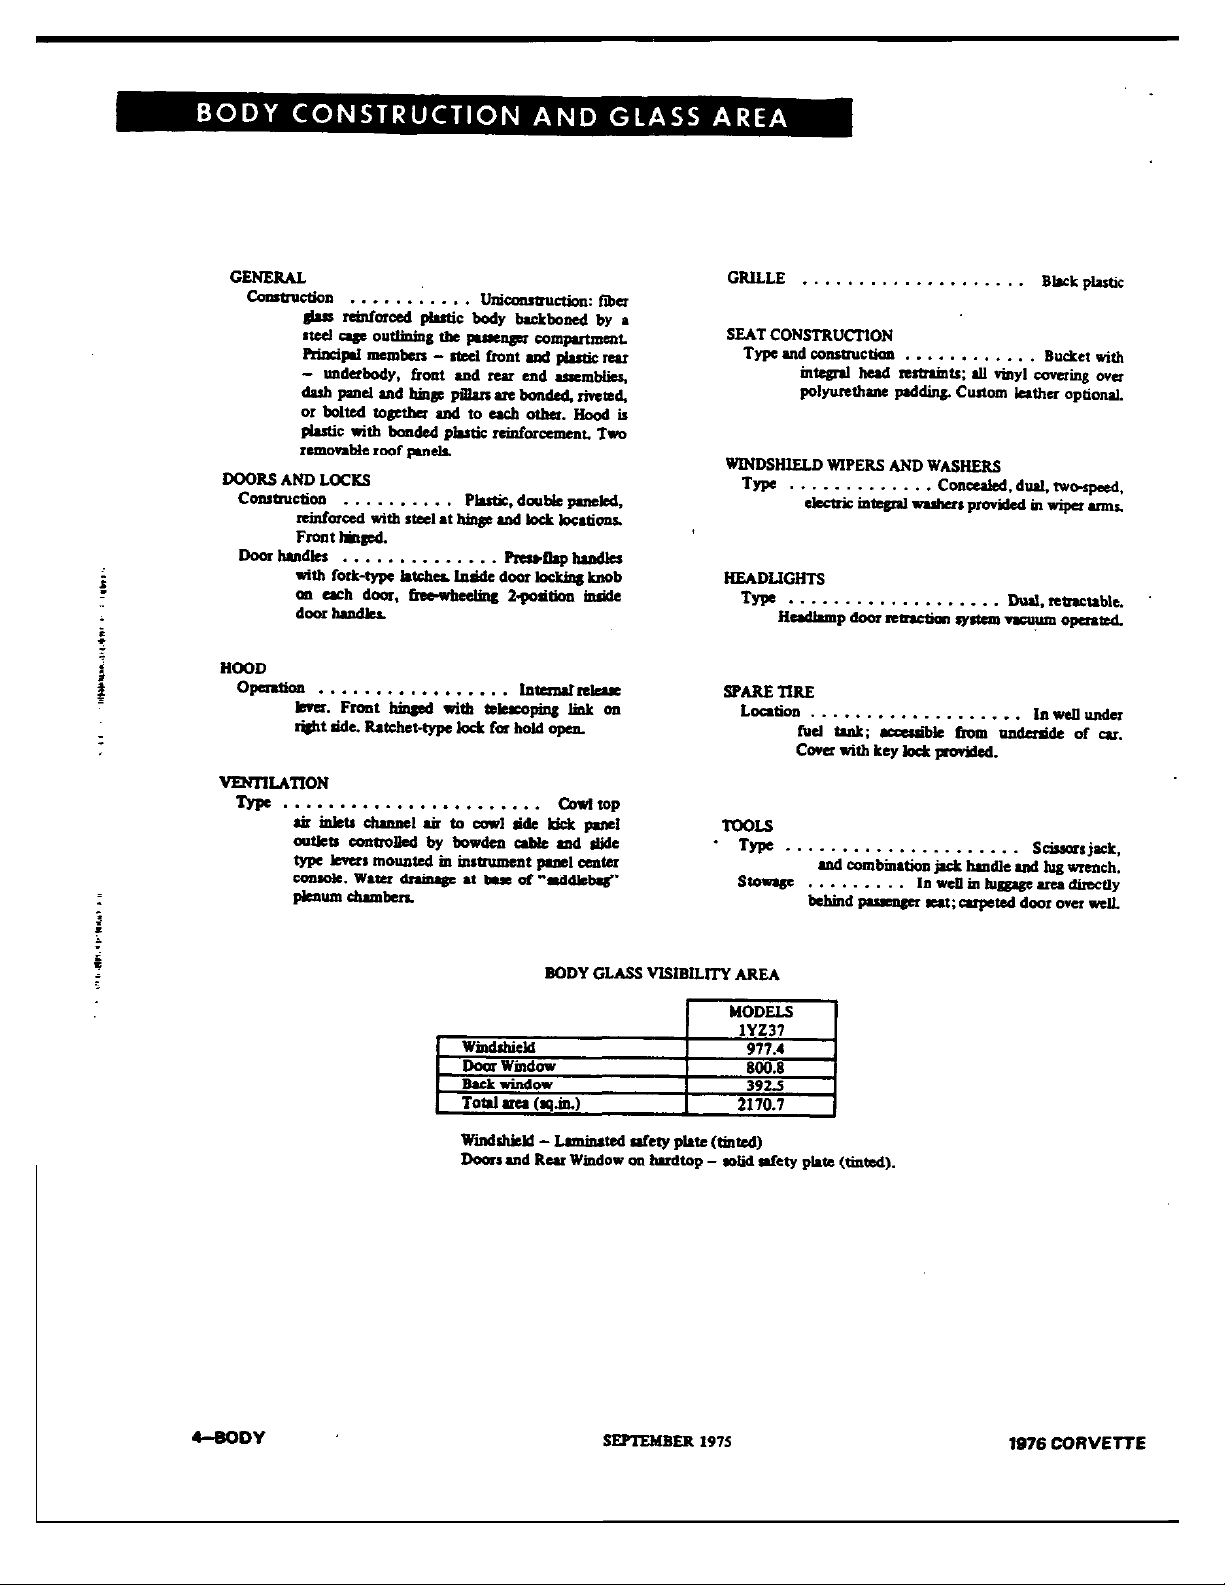 BODY CONSTRUCTION AND GLASS AREA
GENERAL
Construction . . . . . . . . . . . Uniconstruction: fiber
glass reinforced plastic body backboned by a
steel cage outlining the passenger compartment.
Principal members – steel front and plastic rear
– underbody, front and rear end assemblies,
dash panel and hinge pillars are bonded, riveted,
or bolted together and to each other. Hood is
plastic with bonded plastic reinforcement. Two
removable roof panels.
DOORS AND LOCKS
Construction . . . . . . . . . . Plastic, double paneled,
reinforced with steel at hinge and lock locations.
Front hinged.
Door handles . . . . . . . . . . . . . . Press-flap handles
with fork-type latches. Inside door locking knob
on each door, free-wheeling 2-position inside
door handles.
HOOD
Operation . . . . . . . . . . . . . . . . . Internal release
lever. Front hinged with telescoping link on
right side. Ratchet-type lock for hold open.
VENTILATION
Type . . . . . . . . . . . . . . . . . . . . . . . Cowl top
air inlets channel air to cowl side kick panel
outlets controlled by bowden cable and slide
type levers mounted in instrument panel center
console. Water drainage at base of "saddlebag"
plenum chambers.
GRILLE . . . . . . . . . . . . . . . . . . . . Black plastic
SEAT CONSTRUCTION
Type and construction . . . . . . . . . . . . Bucket with
integral head restraints; all vinyl covering over
polyurethane padding. Custom leather optional.
WINDSHIELD WIPERS AND WASHERS
Type . . . . . . . . . . . . . Concealed, dual, two-speed,
electric integral washers provided in wiper arms.
HEADLIGHTS
Type . . . . . . . . . . . . . . . . . . . Dual, retractable.
Headlamp door retraction system vacuum operated.
SPARE TIRE
Location . . . . . . . . . . . . . . . . . . . In well under
fuel tank; accessible from underside of car.
Cover with key lock provided.
TOOLS
Type . . . . . . . . . . . . . . . . . . . . . Scissors jack,
and combination jack handle and lug wrench.
Stowage . . . . . . . . . In well in luggage area directly
behind passenger seat; carpeted door over well.
BODY GLASS VISIBILITY AREA
MODELS
1YZ37
Windshield 977.4
Door Window 800.8
Back window 392.5
Total area (sq.in.) 2170.7
Windshield – Laminated safety plate (tinted)
Doors and Rear Window on hardtop – solid safety plate (tinted).
4—BODY SEPTEMBER 1975 1976 CORVETTE